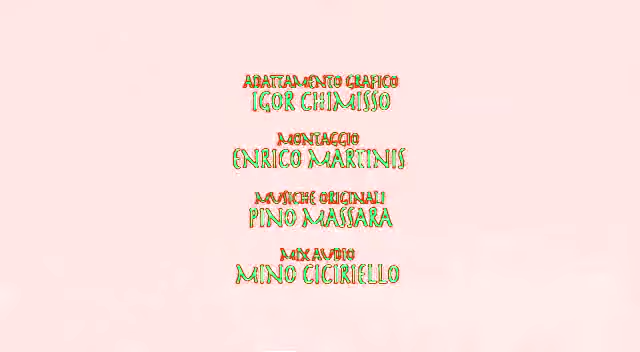 ADATTAMENTO GRAFICO
IGOR CHIMISSO
MONTAGGIO
ENRICO MARTINIS
MUSICHE ORIGINALI
PINO MASSARA
MIX AUDIO
MINO CICIRIELLO